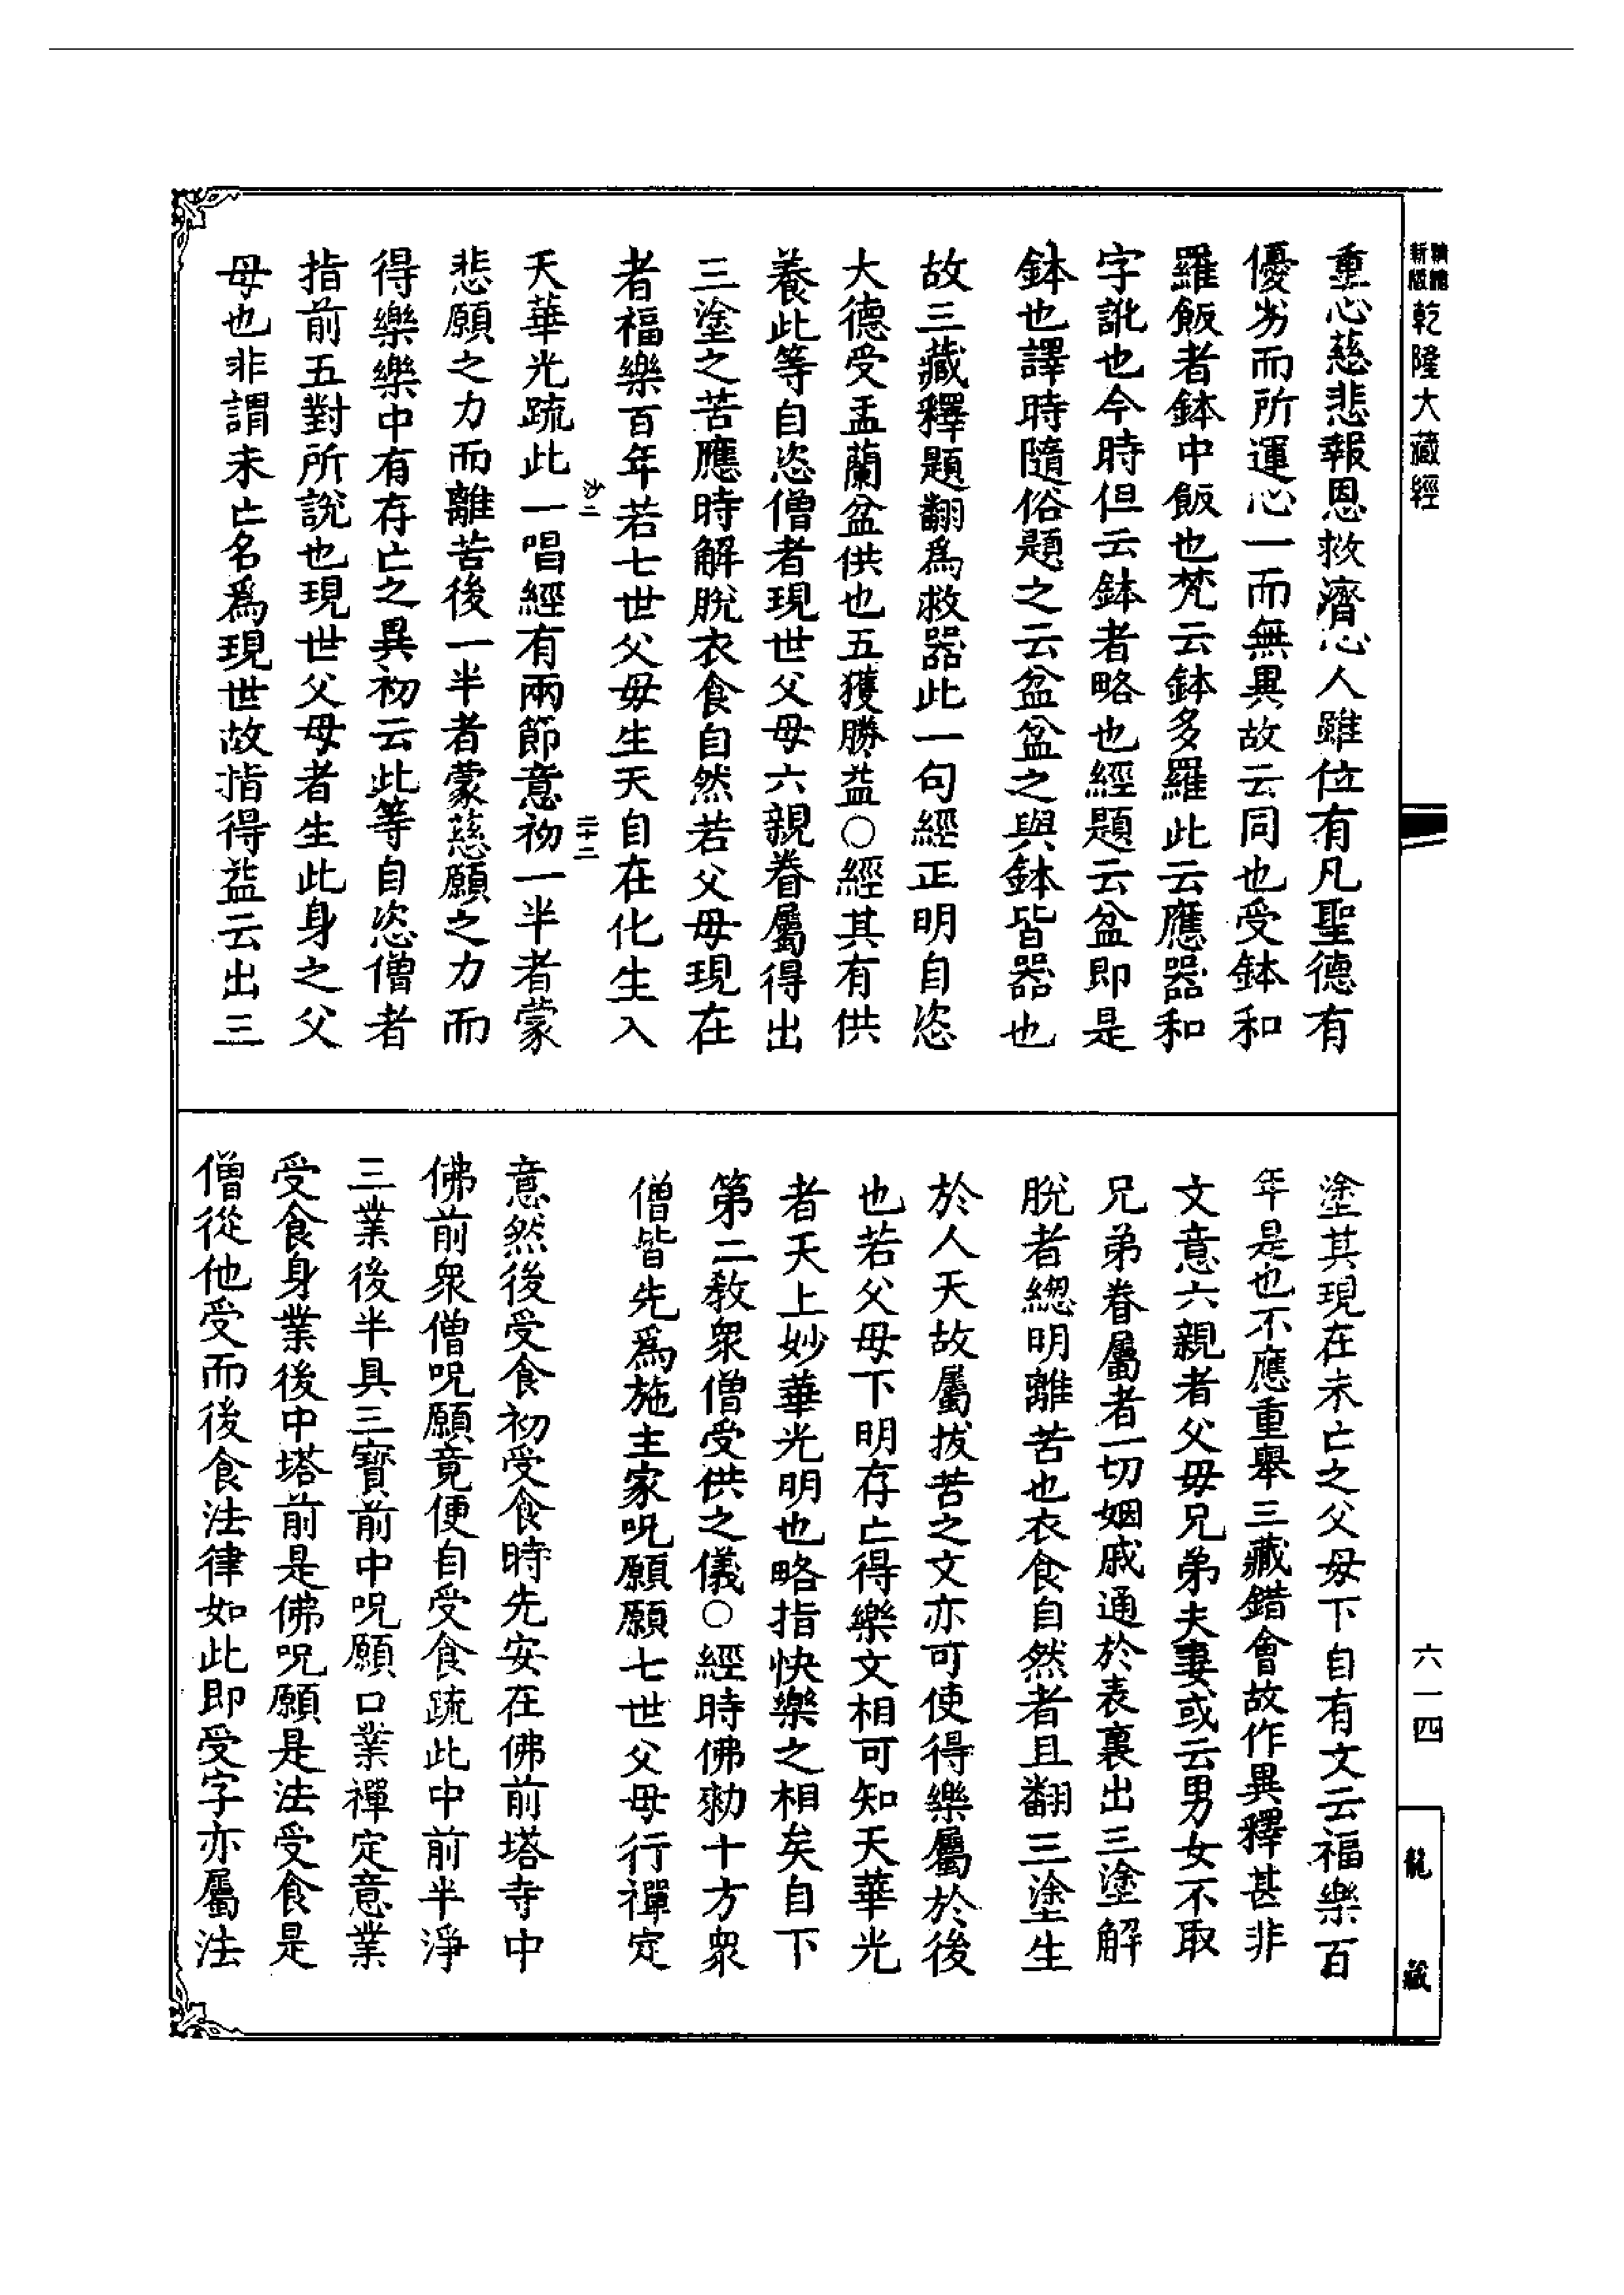 乾隆大藏經
重心慈悲報恩救濟心人雖位有凡聖德有
優劣而所運心一而無異故云同也受鉢和
羅飯者鉢中飯也梵云鉢多羅此云應器和
字訛也今時但云鉢者略也經題云盆即是
鉢也譯時隨俗題之云盆盆之與鉢皆器也
故三藏釋題翻爲救器此一句經正明自恣
大德受盂蘭盆供也五獲勝益○經其有供
養此等自恣僧者現世父母六親眷屬得出
三塗之苦應時解脫衣食自然若父母現在
者福樂百年若七世父母生天自在化生入
沙二
三十二
天華光䟽此一唱經有兩節意初一半者蒙
悲願之力而離苦後一半者蒙慈願之力而
得樂樂中有存亡之異初云此等自恣僧者
指前五對所說也現世父母者生此身之父
母也非謂未亡名爲現世故指得益云出三
塗其現在未亡之父母下自有文云福樂百
年是也不應重舉三藏錯會故作異釋甚非
文意六親者父母兄弟夫妻或云男女不取
兄弟眷屬者一切姻戚通於表裏出三塗解
脫者緫明離苦也衣食自然者且翻三塗生
於人天故屬拔苦之文亦可使得樂屬於後
也若父母下明存亡得樂文相可知天華光
者天上妙華光明也略指快樂之相矣自下
第二教衆僧受供之儀○經時佛勑十方衆
僧皆先爲施主家呪願願七世父母行禪定
意然後受食初受食時先安在佛前塔寺中
佛前衆僧呪願竟便自受食䟽此中前半淨
三業後半具三寶前中呪願口業禪定意業
受食身業後中塔前是佛呪願是法受食是
僧從他受而後食法律如此即受字亦屬法
六一四
龍藏